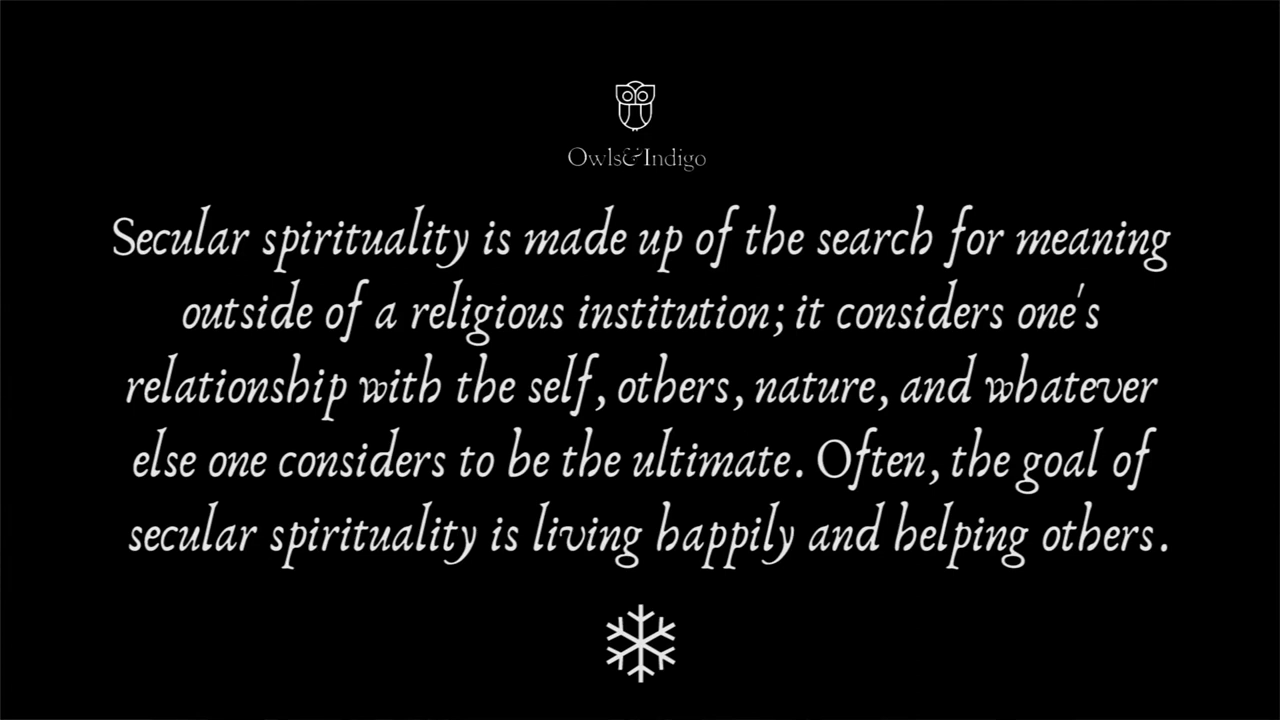 Owls&Indigo
Secular spirituality is made up of the search for meaning
outside of a religious institution; it considers one's
relationship with the self, others, nature, and whatever
else one considers to be the ultimate. Often, the goal of
secular spirituality is living happily and helping others.